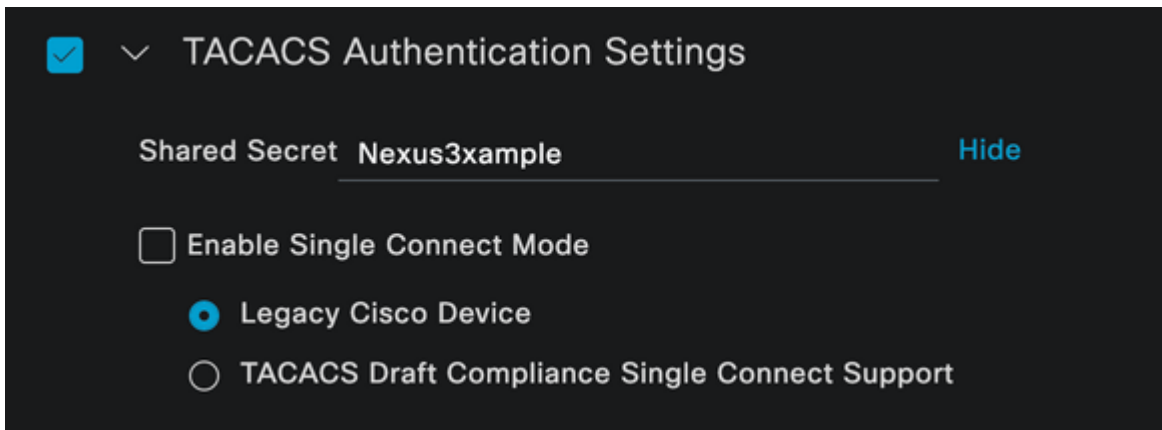 TACACS Authentication Settings
Shared Secret Nexus3xample Hide
Enable Single Connect Mode
Legacy Cisco Device
TACACS Draft Compliance Single Connect Support